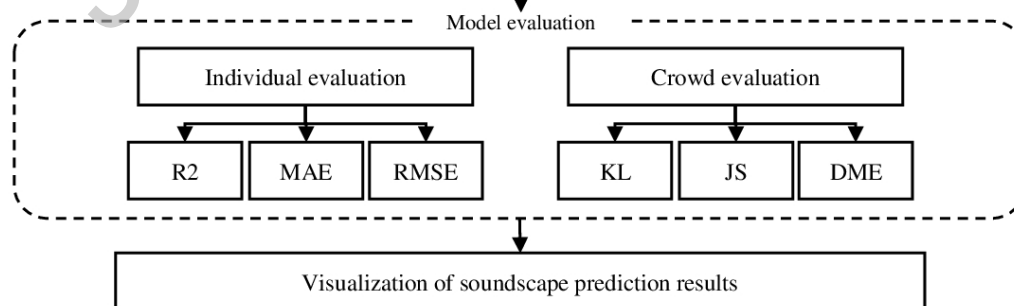 Model evaluation
Individual evaluation
Crowd evaluation
R2
MAE
RMSE
KL
JS
DME
Visualization of soundscape prediction results